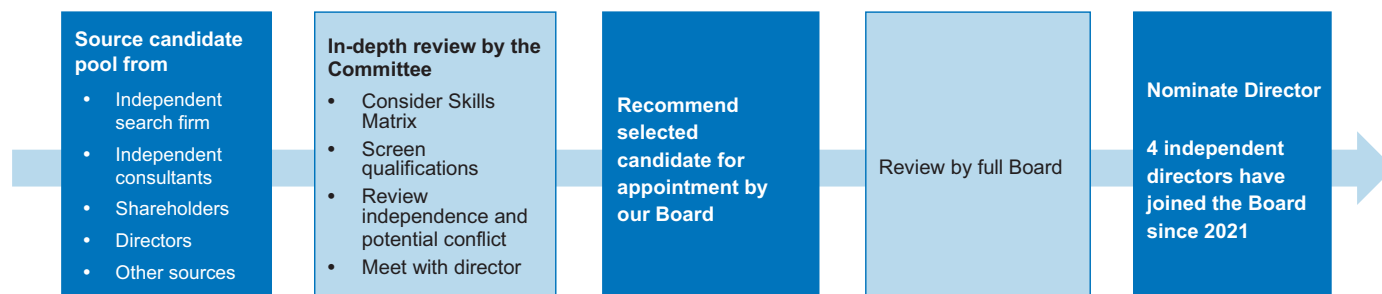 Source candidate
pool from
• Independent
search firm
• Independent
consultants
• Shareholders
• Directors
• Other sources
In-depth review by the
Committee
• Consider Skills
Matrix
• Screen
qualifications
• Review
independence and
potential conflict
• Meet with director
Recommend
selected
candidate for
appointment by
our Board
Review by full Board
Nominate Director
4 independent
directors have
joined the Board
since 2021